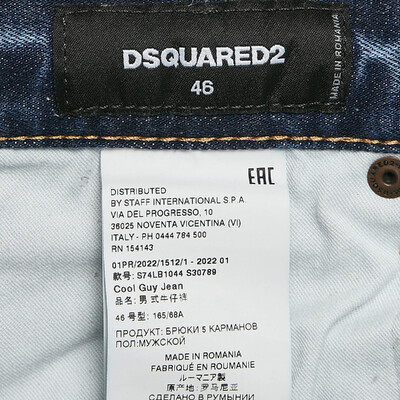 DSQUARED2
46
MADE IN ROMANIA
EAC
DISTRIBUTED
BY STAFF INTERNATIONAL S.P.A
VIA DEL PROGRESSO, 10
36025 NOVENTA VICENTINA (VI)
ITALY - PH 0444 784 500
RN 154143
01PR/2022/1512/1 - 2022 01
款号: S74LB1044 S30789
Cool Guy Jean
品名: 男式牛仔裤
46 号型: 165/68A
ПРОДУКТ: БРЮКИ 5 КАРМАНОВ
ПОЛ:МУЖСКОЙ
MADE IN ROMANIA
FABRIQUÉ EN ROUMANIE
ルーマニア製
原产地: 罗马尼亚
СДЕЛАНО В РУМЫНИИ